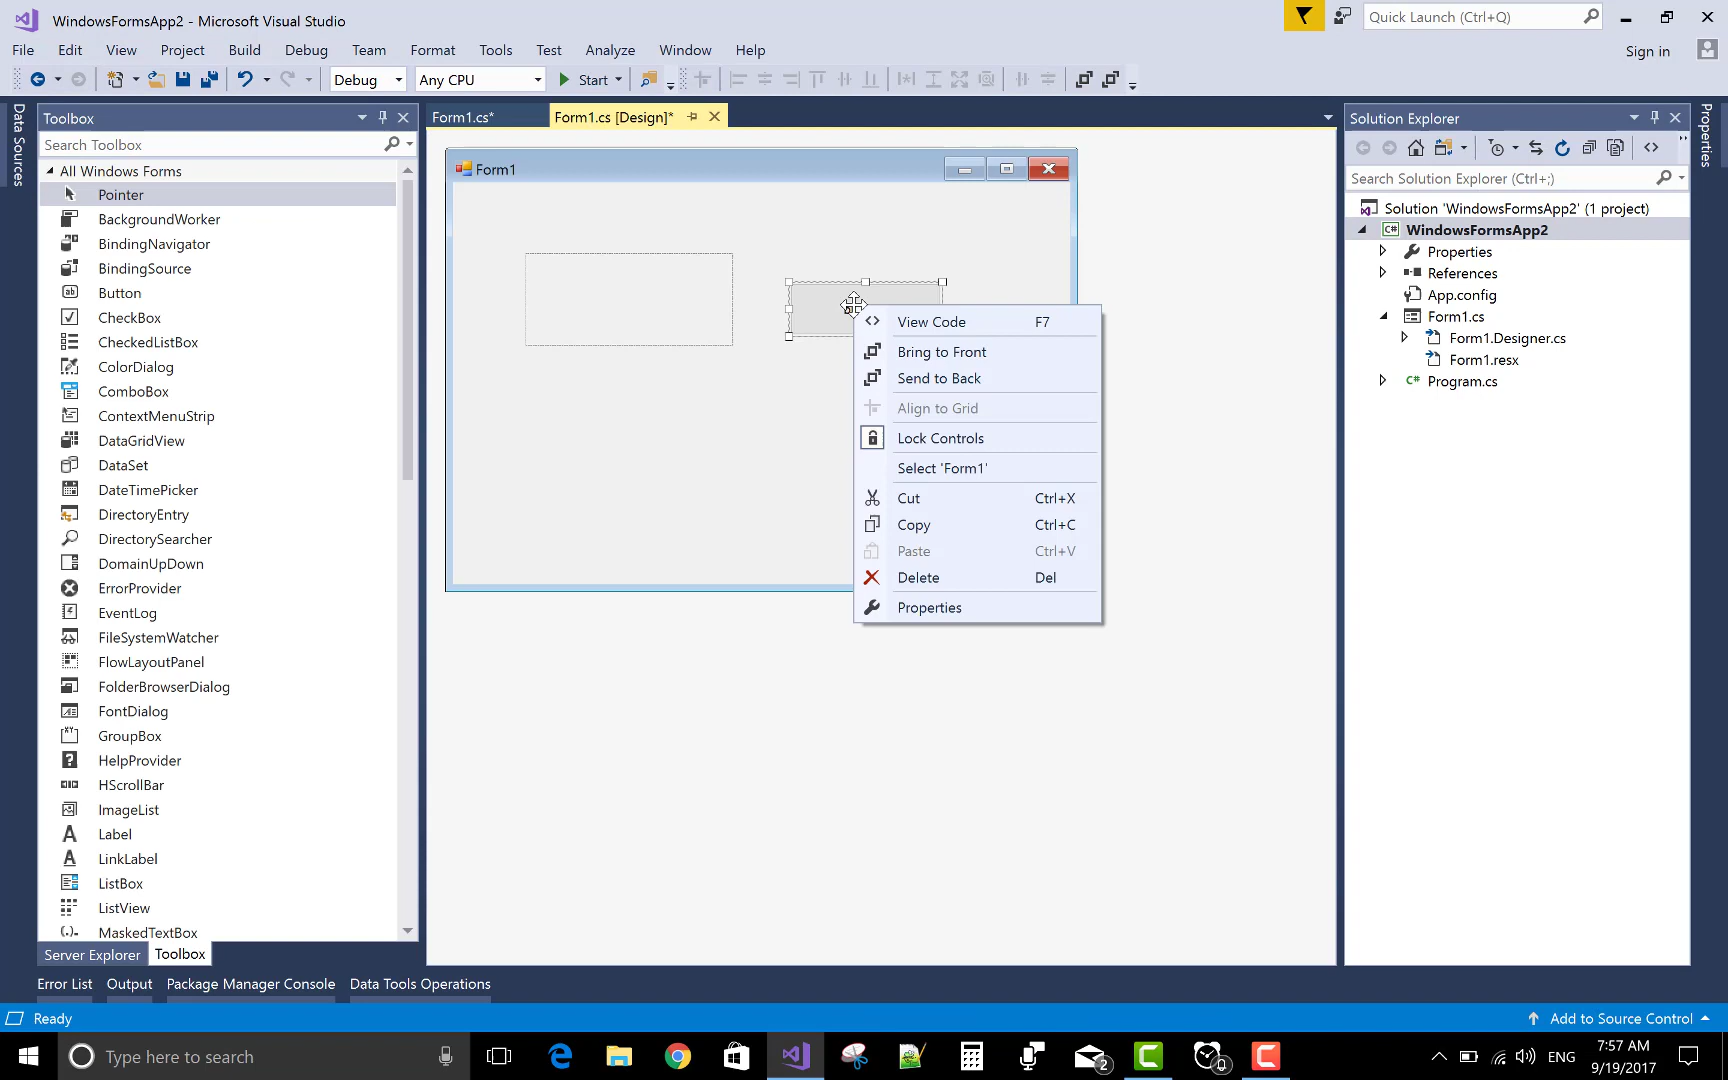 WindowsFormsApp2 - Microsoft Visual Studio
Quick Launch (Ctrl+Q)
File Edit View Project Build Debug Team Format Tools Test Analyze Window Help
Sign in
Debug Any CPU Start
Data Sources
Toolbox
Search Toolbox
All Windows Forms
Pointer
BackgroundWorker
BindingNavigator
BindingSource
Button
CheckBox
CheckedListBox
ColorDialog
ComboBox
ContextMenuStrip
DataGridView
DataSet
DateTimePicker
DirectoryEntry
DirectorySearcher
DomainUpDown
ErrorProvider
EventLog
FileSystemWatcher
FlowLayoutPanel
FolderBrowserDialog
FontDialog
GroupBox
HelpProvider
HScrollBar
ImageList
Label
LinkLabel
ListBox
ListView
MaskedTextBox
Server Explorer Toolbox
Form1.cs* Form1.cs [Design]*
Form1
View Code F7
Bring to Front
Send to Back
Align to Grid
Lock Controls
Select 'Form1'
Cut Ctrl+X
Copy Ctrl+C
Paste Ctrl+V
Delete Del
Properties
Solution Explorer
Search Solution Explorer (Ctrl+;)
Solution 'WindowsFormsApp2' (1 project)
C# WindowsFormsApp2
Properties
References
App.config
Form1.cs
Form1.Designer.cs
Form1.resx
C# Program.cs
Properties
Error List Output Package Manager Console Data Tools Operations
Ready
Add to Source Control
Type here to search
2
0
ENG
7:57 AM
9/19/2017